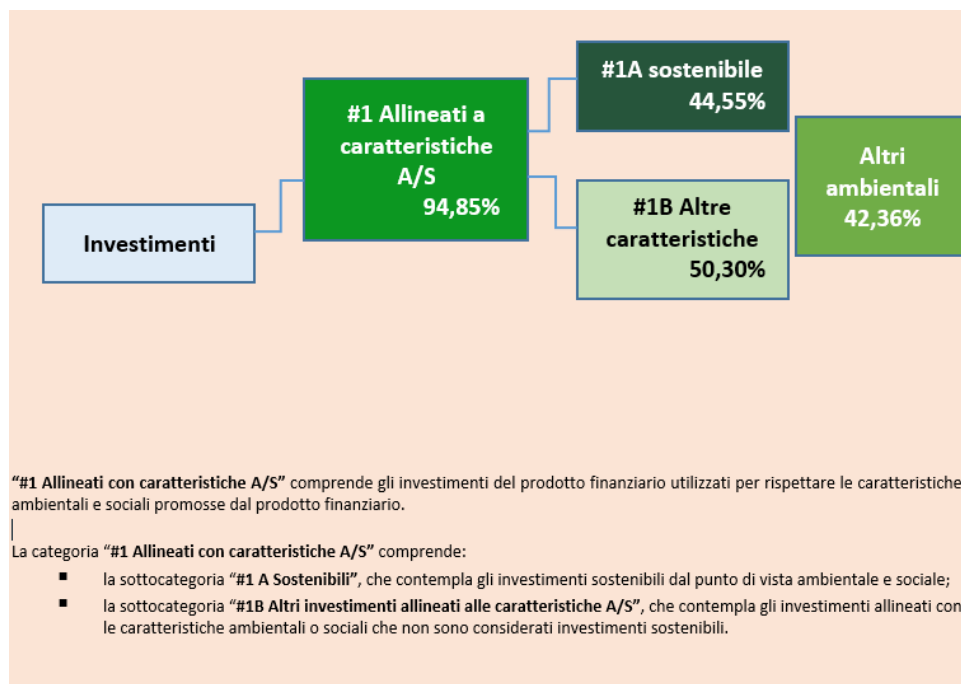 #1A sostenibile
44,55%
#1 Allineati a
caratteristiche
A/S
94,85%
Altri
ambientali
42,36%
#1B Altre
caratteristiche
50,30%
Investimenti
"#1 Allineati con caratteristiche A/S" comprende gli investimenti del prodotto finanziario utilizzati per rispettare le caratteristiche
ambientali e sociali promosse dal prodotto finanziario.
La categoria "#1 Allineati con caratteristiche A/S" comprende:
▪ la sottocategoria "#1 A Sostenibili", che contempla gli investimenti sostenibili dal punto di vista ambientale e sociale;
▪ la sottocategoria "#1B Altri investimenti allineati alle caratteristiche A/S", che contempla gli investimenti allineati con
le caratteristiche ambientali o sociali che non sono considerati investimenti sostenibili.